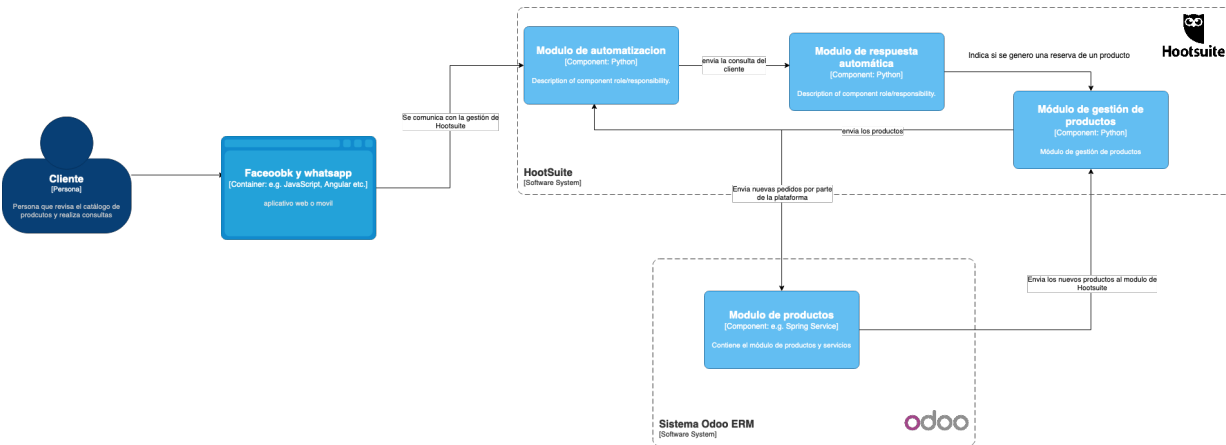 Hootsuite
Modulo de automatizacion
[Component: Python]
Description of component role/responsibility.
envia la consulta del
cliente
Modulo de respuesta
automática
[Component: Python]
Description of component role/responsibility.
Indica si se genero una reserva de un producto
Módulo de gestión de
productos
[Component: Python]
Módulo de gestión de productos
Se comunica con la gestión de
Hootsuite
envia los productos
HootSuite
[Software System]
Cliente
[Persona]
Persona que revisa el catálogo de
prodcutos y realiza consultas
Faceoobk y whatsapp
[Container: e.g. JavaScript, Angular etc.]
aplicativo web o movil
Envia nuevas pedidos por parte
de la plataforma
Envia los nuevos productos al modulo de
Hootsuite
Modulo de productos
[Component: e.g. Spring Service]
Contiene el módulo de productos y servicios
Sistema Odoo ERM
[Software System]
odoo